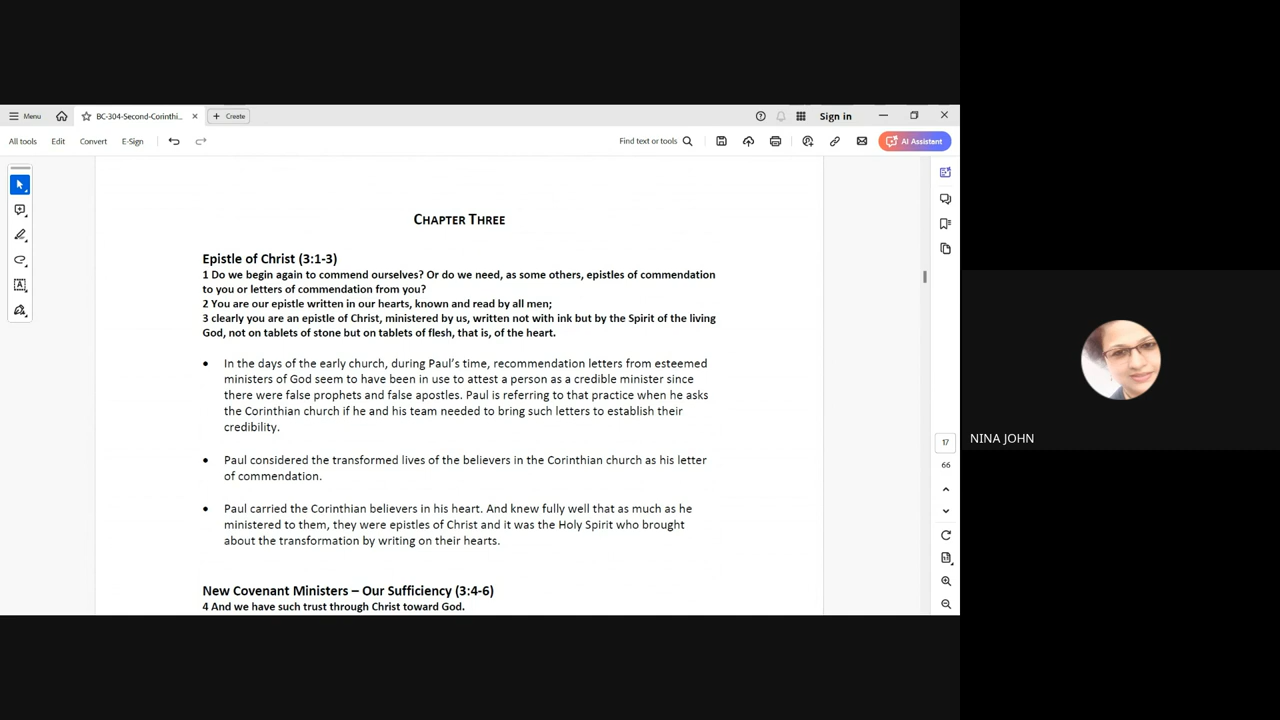 Menu
BC-304-Second-Corinthi...
Create
Sign in
All tools
Edit
Convert
E-Sign
Find text or tools
AI Assistant
CHAPTER THREE
Epistle of Christ (3:1-3)
1 Do we begin again to commend ourselves? Or do we need, as some others, epistles of commendation
to you or letters of commendation from you?
2 You are our epistle written in our hearts, known and read by all men;
3 clearly you are an epistle of Christ, ministered by us, written not with ink but by the Spirit of the living
God, not on tablets of stone but on tablets of flesh, that is, of the heart.
• In the days of the early church, during Paul's time, recommendation letters from esteemed
ministers of God seem to have been in use to attest a person as a credible minister since
there were false prophets and false apostles. Paul is referring to that practice when he asks
the Corinthian church if he and his team needed to bring such letters to establish their
credibility.
• Paul considered the transformed lives of the believers in the Corinthian church as his letter
of commendation.
• Paul carried the Corinthian believers in his heart. And knew fully well that as much as he
ministered to them, they were epistles of Christ and it was the Holy Spirit who brought
about the transformation by writing on their hearts.
New Covenant Ministers – Our Sufficiency (3:4-6)
4 And we have such trust through Christ toward God.
17
66
NINA JOHN